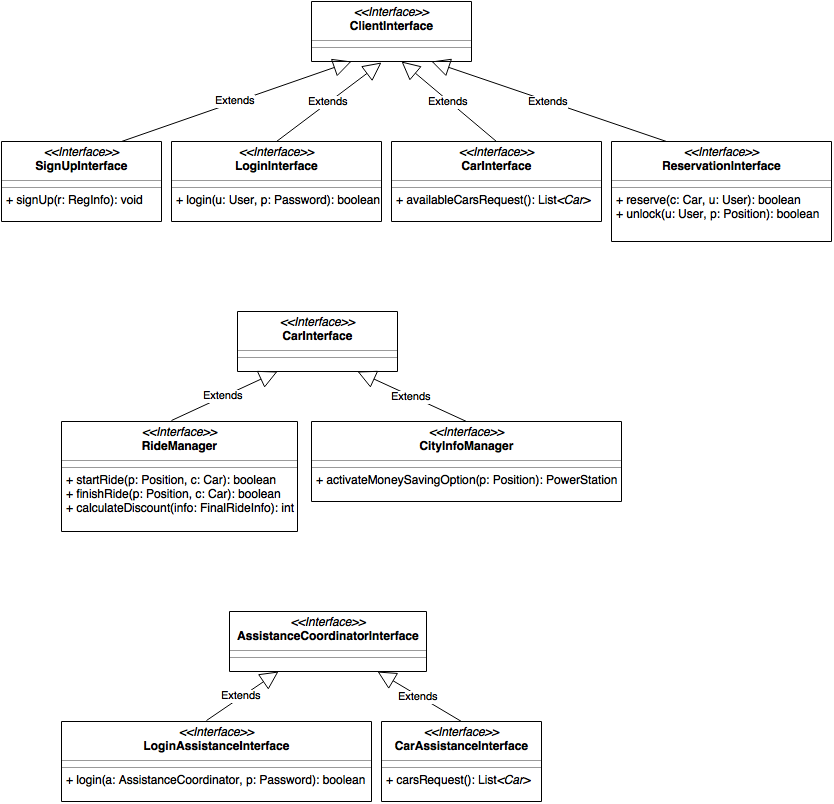 <<Interface>>
ClientInterface
Extends
Extends
Extends
Extends
<<Interface>>
SignUpInterface
+ signUp(r: RegInfo): void
<<Interface>>
LoginInterface
+ login(u: User, p: Password): boolean
<<Interface>>
CarInterface
+ availableCarsRequest(): List<Car>
<<Interface>>
ReservationInterface
+ reserve(c: Car, u: User): boolean
+ unlock(u: User, p: Position): boolean
<<Interface>>
CarInterface
Extends
Extends
<<Interface>>
RideManager
+ startRide(p: Position, c: Car): boolean
+ finishRide(p: Position, c: Car): boolean
+ calculateDiscount(info: FinalRideInfo): int
<<Interface>>
CityInfoManager
+ activateMoneySavingOption(p: Position): PowerStation
<<Interface>>
AssistanceCoordinatorInterface
Extends
Extends
<<Interface>>
LoginAssistanceInterface
+ login(a: AssistanceCoordinator, p: Password): boolean
<<Interface>>
CarAssistanceInterface
+ carsRequest(): List<Car>